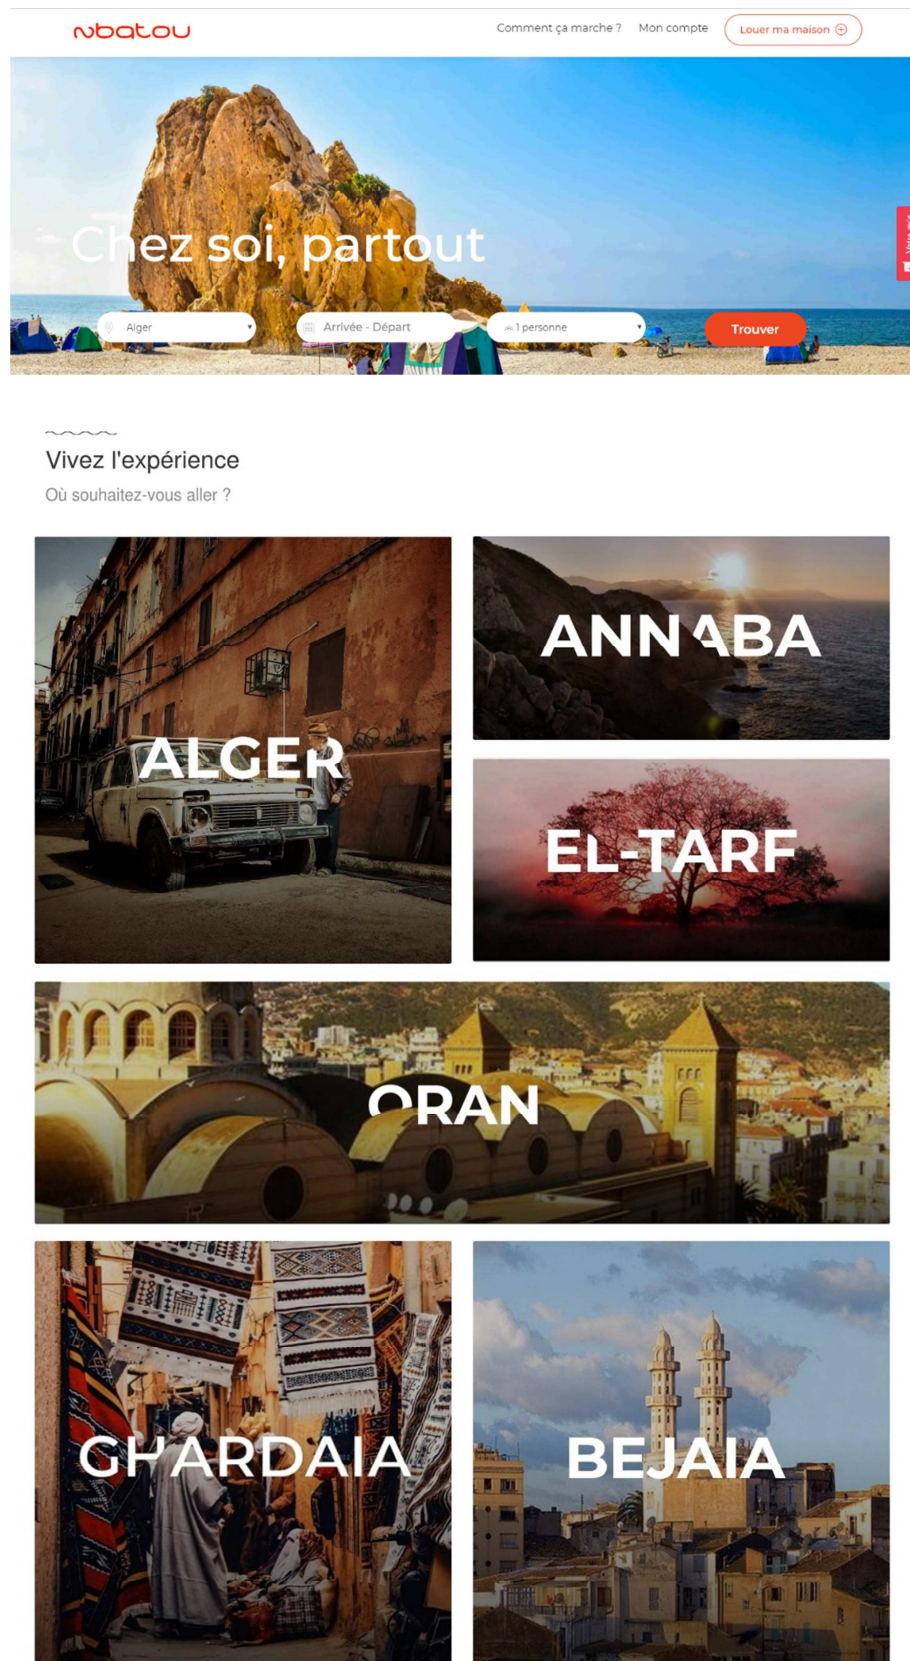 nbatou
Comment ça marche ? Mon compte Louer ma maison
Chez soi, partout
Alger Arrivée - Départ 1 personne Trouver
Vivez l'expérience
Où souhaitez-vous aller ?
ALGER
ANNABA
EL-TARF
ORAN
GHARDAIA
BEJAIA